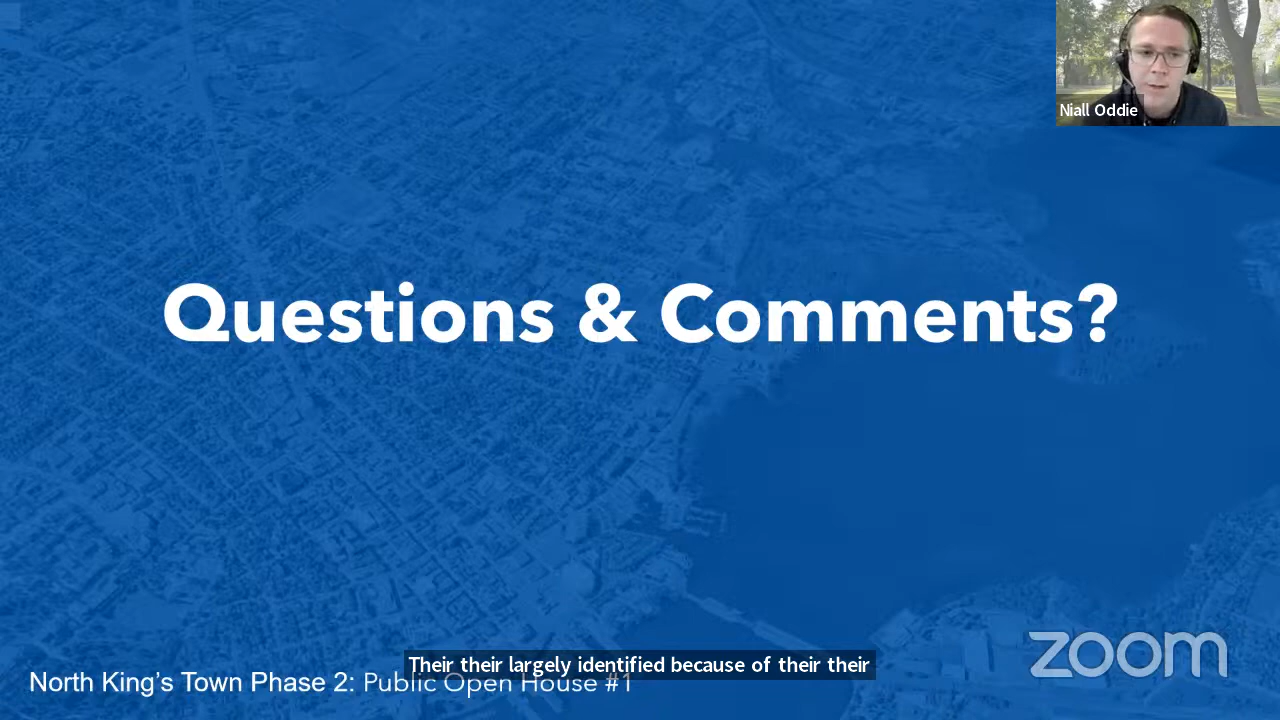 Niall Oddie
Questions & Comments?
Their their largely identified because of their their
North King's Town Phase 2: Public Open House #1
zoom